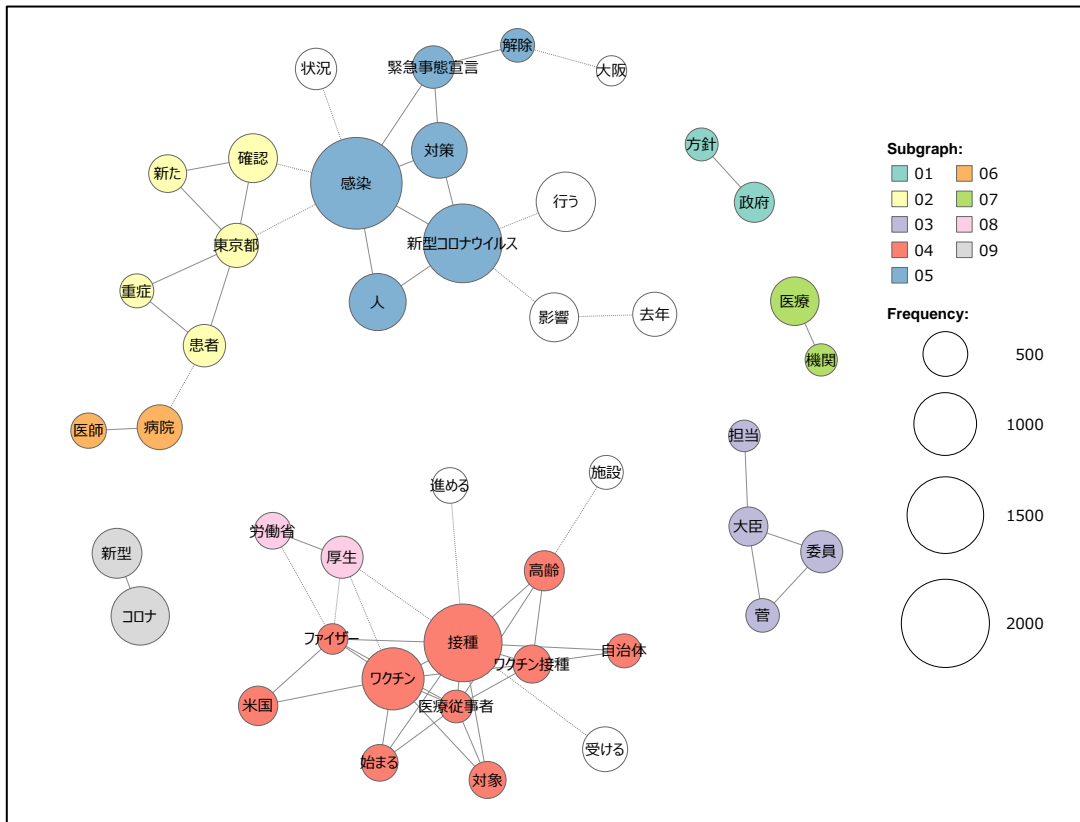 解除
緊急事態宣言
大阪
状況
対策
確認
新た
感染
行う
新型コロナウイルス
東京都
重症
人
影響
去年
患者
医師
病院
方針
政府
医療
機関
担当
大臣
委員
菅
進める
施設
労働省
厚生
新型
コロナ
高齢
ファイザー
接種
自治体
ワクチン接種
ワクチン
米国
医療従事者
始まる
対象
受ける
Subgraph:
01 06
02 07
03 08
04 09
05
Frequency:
500
1000
1500
2000